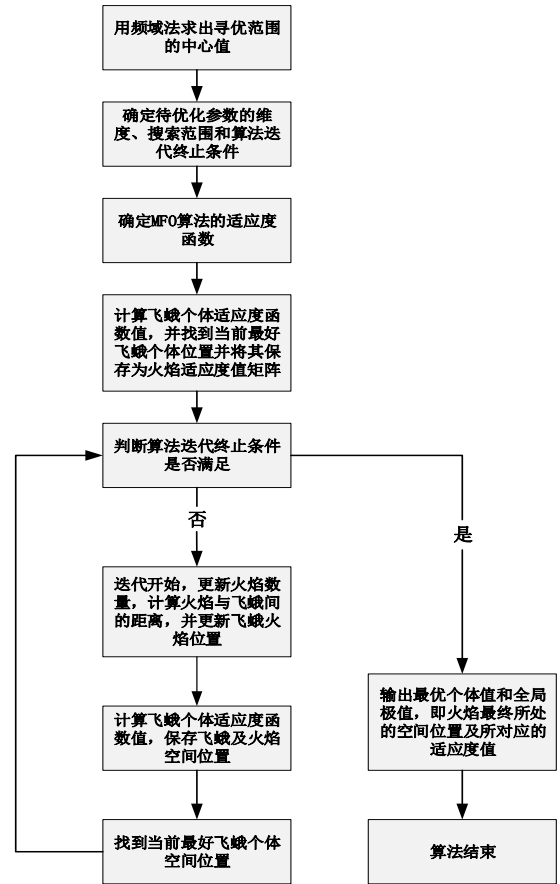 用频域法求出寻优范围
的中心值
确定待优化参数的维
度、搜索范围和算法迭
代终止条件
确定MFO算法的适应度
函数
计算飞蛾个体适应度函
数值，并找到当前最好
飞蛾个体位置并将其保
存为火焰适应度值矩阵
判断算法迭代终止条件
是否满足
否
是
迭代开始，更新火焰数
量，计算火焰与飞蛾间
的距离，并更新飞蛾火
焰位置
计算飞蛾个体适应度函
数值，保存飞蛾及火焰
空间位置
找到当前最好飞蛾个体
空间位置
输出最优个体值和全局
极值，即火焰最终所处
的空间位置及所对应的
适应度值
算法结束